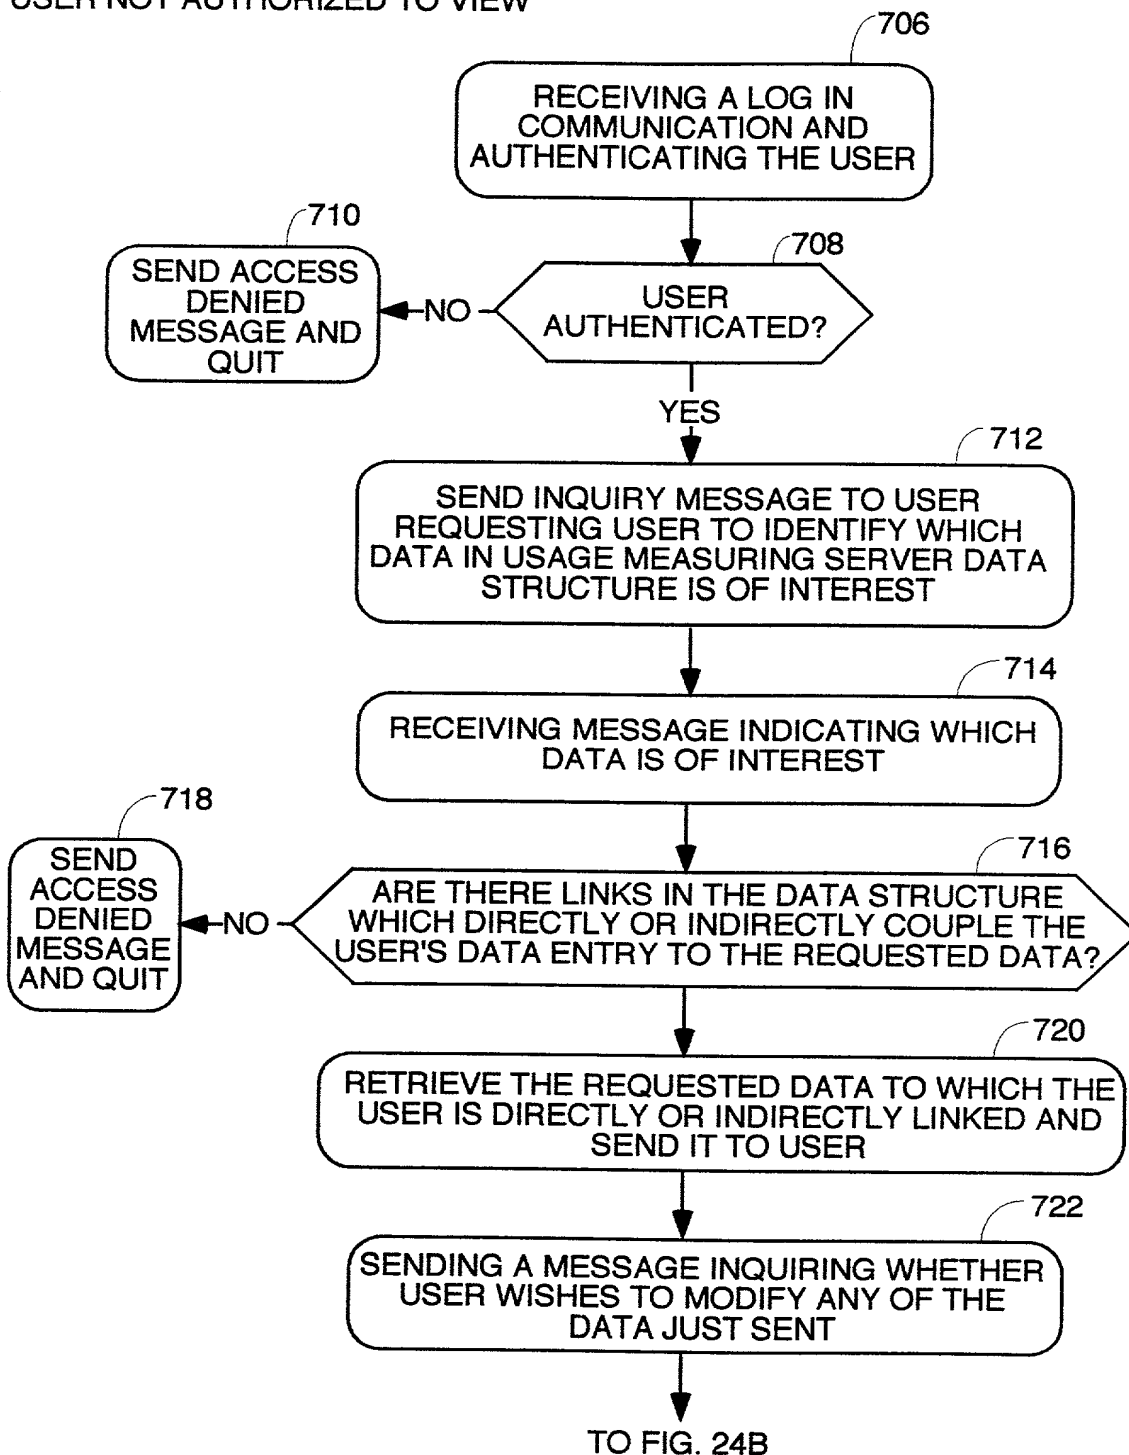 USER NOT AUTHORIZED TO VIEW
706
RECEIVING A LOG IN
COMMUNICATION AND
AUTHENTICATING THE USER
710
SEND ACCESS
DENIED
MESSAGE AND
QUIT
NO
708
USER
AUTHENTICATED?
YES
712
SEND INQUIRY MESSAGE TO USER
REQUESTING USER TO IDENTIFY WHICH
DATA IN USAGE MEASURING SERVER DATA
STRUCTURE IS OF INTEREST
714
RECEIVING MESSAGE INDICATING WHICH
DATA IS OF INTEREST
718
SEND
ACCESS
DENIED
MESSAGE
AND QUIT
NO
716
ARE THERE LINKS IN THE DATA STRUCTURE
WHICH DIRECTLY OR INDIRECTLY COUPLE THE
USER'S DATA ENTRY TO THE REQUESTED DATA?
720
RETRIEVE THE REQUESTED DATA TO WHICH THE
USER IS DIRECTLY OR INDIRECTLY LINKED AND
SEND IT TO USER
722
SENDING A MESSAGE INQUIRING WHETHER
USER WISHES TO MODIFY ANY OF THE
DATA JUST SENT
TO FIG. 24B